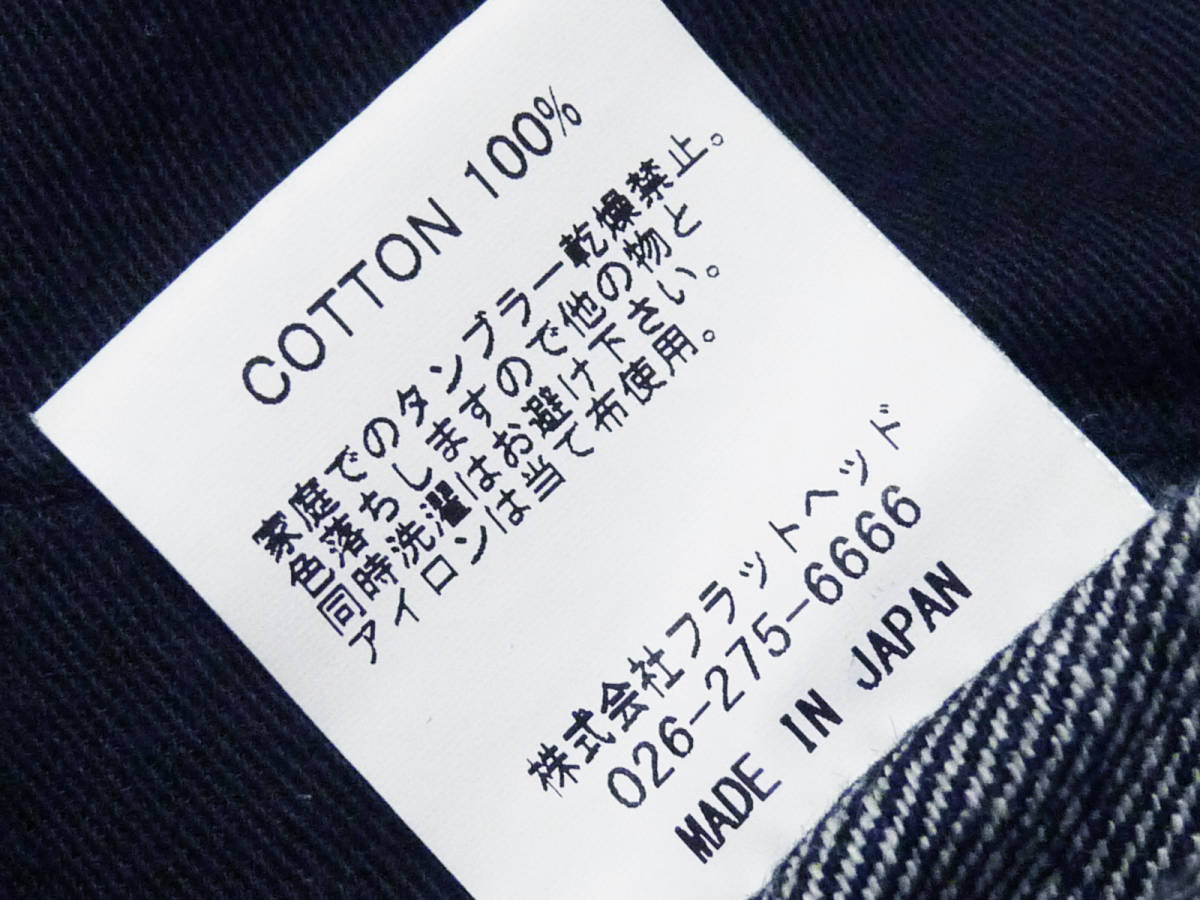 COTTON 100%
家庭でのタンブラー乾燥禁止。
色落ちしますので他の物と
同時洗濯はお避け下さい。
アイロンは当て布使用。
株式会社フラットヘッド
026-275-6666
MADE IN JAPAN